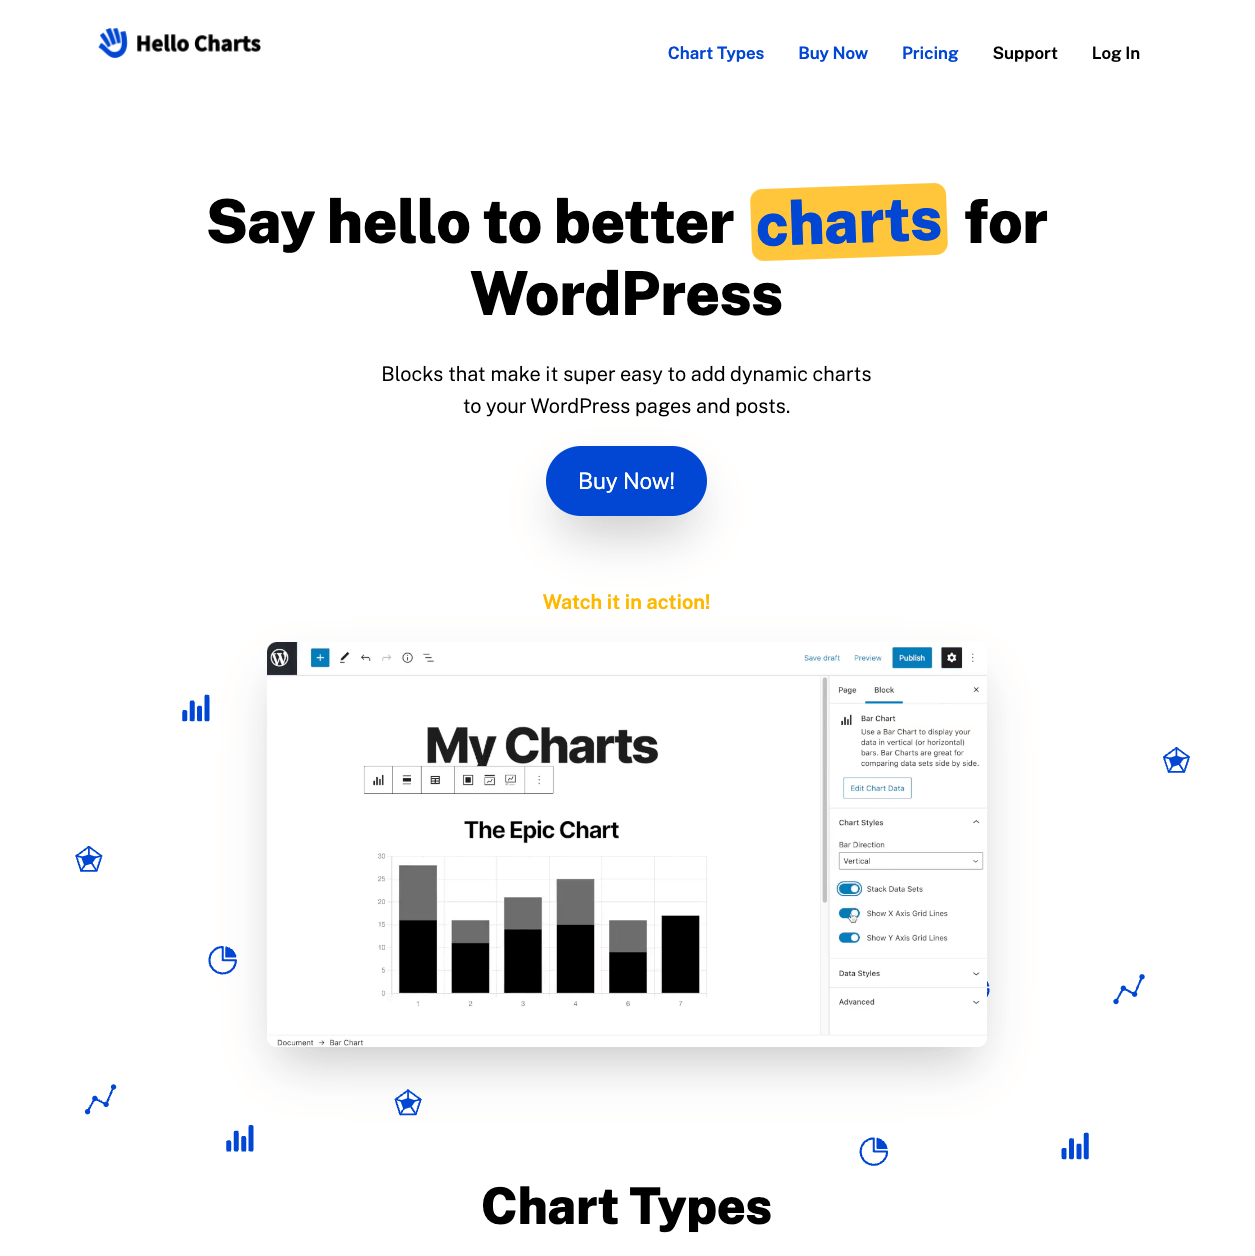 Hello Charts
Chart Types
Buy Now
Pricing
Support
Log In
Say hello to better charts for
WordPress
Blocks that make it super easy to add dynamic charts
to your WordPress pages and posts.
Buy Now!
Watch it in action!
Save draft
Preview
Publish
Page
Block
My Charts
Bar Chart
Use a Bar Chart to display your
data in vertical (or horizontal)
bars. Bar Charts are great for
comparing data sets side by side.
Edit Chart Data
The Epic Chart
30
25
20
15
10
5
0
1 2 3 4 6 7
Chart Styles
Bar Direction
Vertical
Stack Data Sets
Show X Axis Grid Lines
Show Y Axis Grid Lines
Data Styles
Advanced
Document → Bar Chart
Chart Types